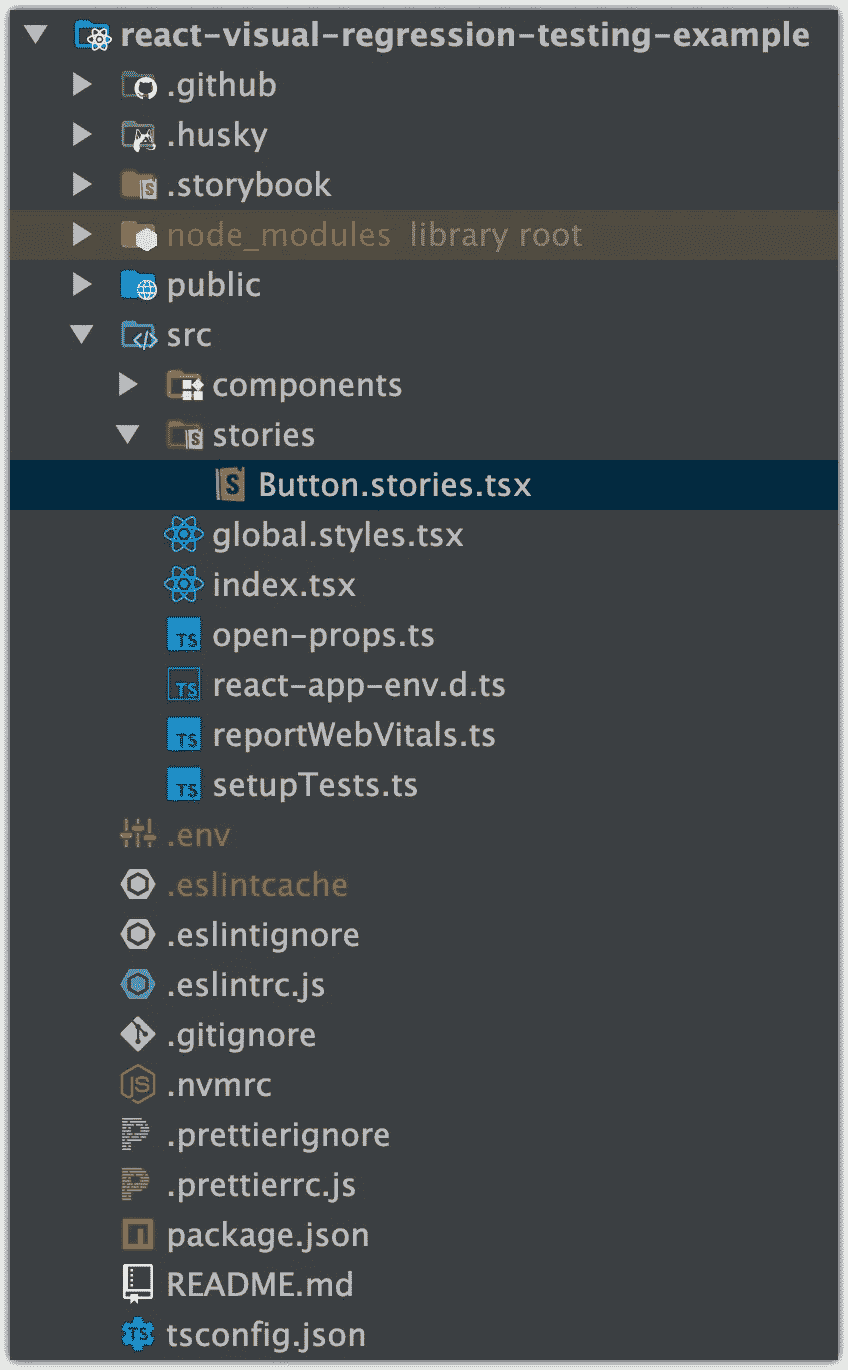 react-visual-regression-testing-example
.github
.husky
.storybook
node_modules library root
public
src
components
stories
Button.stories.tsx
global.styles.tsx
index.tsx
open-props.ts
react-app-env.d.ts
reportWebVitals.ts
setupTests.ts
.env
.eslintcache
.eslintignore
.eslintrc.js
.gitignore
.nvmrc
.prettierignore
.prettierrc.js
package.json
README.md
tsconfig.json